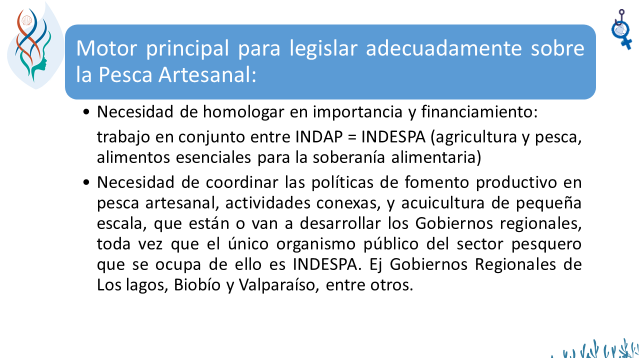 Motor principal para legislar adecuadamente sobre
la Pesca Artesanal:
• Necesidad de homologar en importancia y financiamiento:
trabajo en conjunto entre INDAP = INDESPA (agricultura y pesca,
alimentos esenciales para la soberanía alimentaria)
• Necesidad de coordinar las políticas de fomento productivo en
pesca artesanal, actividades conexas, y acuicultura de pequeña
escala, que están o van a desarrollar los Gobiernos regionales,
toda vez que el único organismo público del sector pesquero
que se ocupa de ello es INDESPA. Ej Gobiernos Regionales de
Los lagos, Biobío y Valparaíso, entre otros.